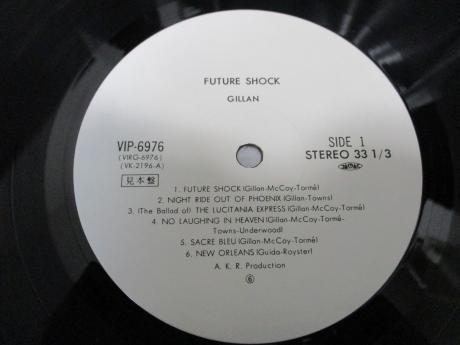 FUTURE SHOCK
GILLAN
VIP-6976
(VIRG-6976)
(VK-2196-A)
見本盤
SIDE 1
STEREO 33 1/3
1. FUTURE SHOCK(Gillan-McCoy-Tormé)
2. NIGHT RIDE OUT OF PHOENIX(Gillan-Towns)
3. (The Ballad of) THE LUCITANIA EXPRESS(Gillan-McCoy-Tormé)
4. NO LAUGHING IN HEAVEN(Gillan-McCoy-Tormé-
Towns-Underwood)
5. SACRE BLEU(Gillan-McCoy-Tormé)
6. NEW ORLEANS(Guida-Royster)
A. K. R. Production
⑥